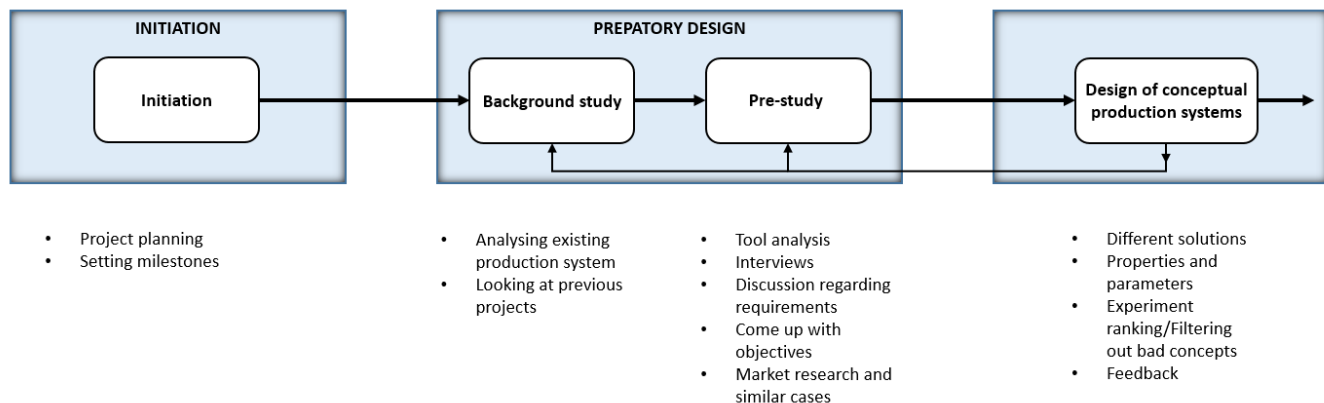 INITIATION
Initiation
PREPATORY DESIGN
Background study
Pre-study
Design of conceptual
production systems
• Project planning
• Setting milestones
• Analysing existing
production system
• Looking at previous
projects
• Tool analysis
• Interviews
• Discussion regarding
requirements
• Come up with
objectives
• Market research and
similar cases
• Different solutions
• Properties and
parameters
• Experiment
ranking/Filtering
out bad concepts
• Feedback